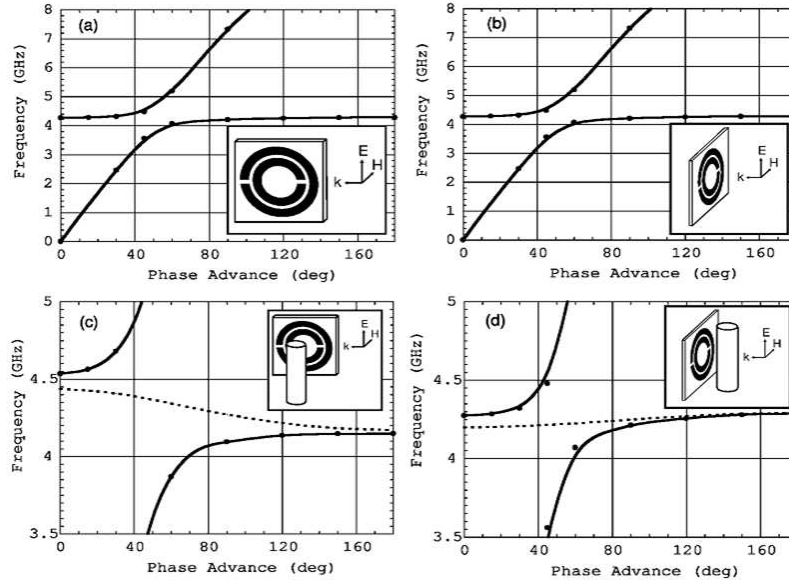 (a)
8
7
6
5
4
3
2
1
0
Frequency (GHz)
E
H
k
0 40 80 120 160
Phase Advance (deg)
(b)
8
7
6
5
4
3
2
1
0
Frequency (GHz)
E
H
k
0 40 80 120 160
Phase Advance (deg)
(c)
5
4.5
4
3.5
Frequency (GHz)
E
H
k
0 40 80 120 160
Phase Advance (deg)
(d)
5
4.5
4
3.5
Frequency (GHz)
E
H
k
0 40 80 120 160
Phase Advance (deg)